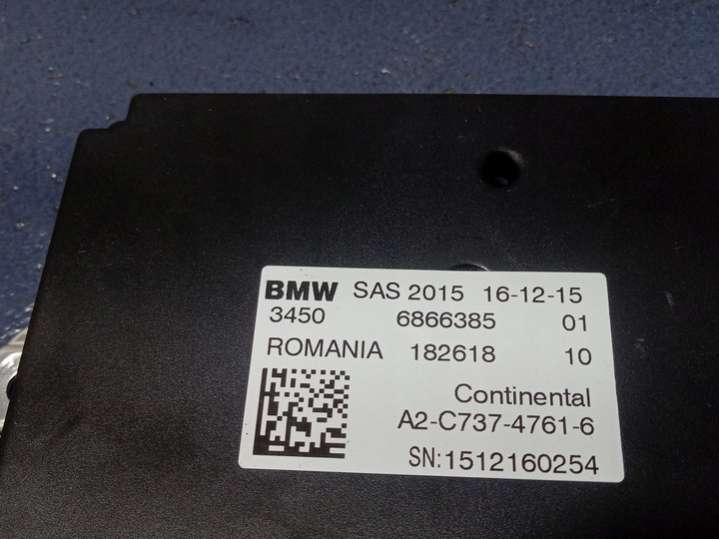 BMW SAS 2015 16-12-15
3450 6866385 01
ROMANIA 182618 10
Continental
A2-C737-4761-6
SN:1512160254